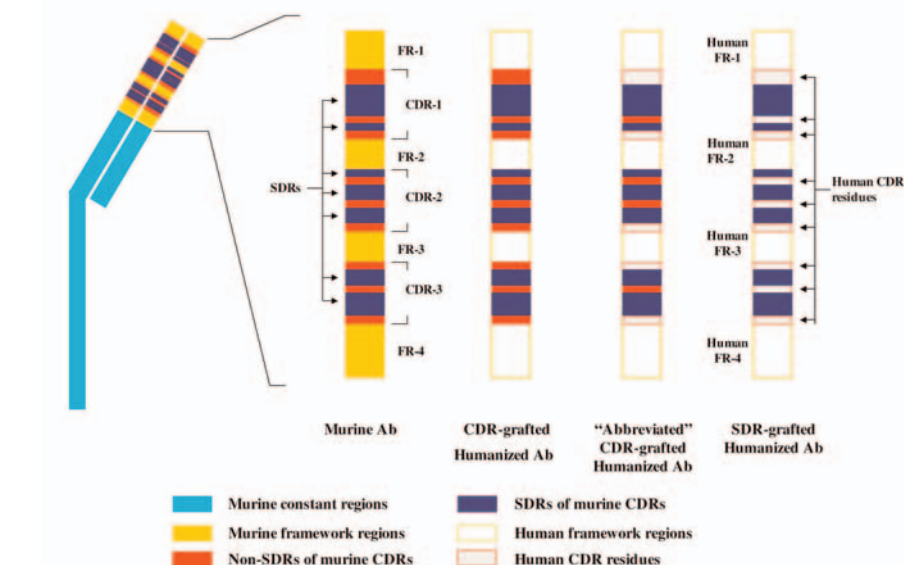 FR-1
CDR-1
FR-2
SDRs
CDR-2
FR-3
CDR-3
FR-4
Human
FR-1
Human
FR-2
Human CDR
residues
Human
FR-3
Human
FR-4
Murine Ab
CDR-grafted
Humanized Ab
“Abbreviated”
CDR-grafted
Humanized Ab
SDR-grafted
Humanized Ab
Murine constant regions
Murine framework regions
Non-SDRs of murine CDRs
SDRs of murine CDRs
Human framework regions
Human CDR residues